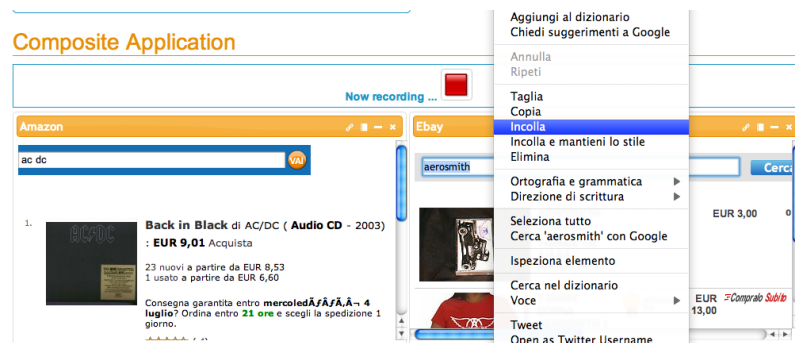 Composite Application
Now recording ...
Amazon
ac dc
VAI
1.
Back in Black di AC/DC ( Audio CD - 2003)
: EUR 9,01 Acquista
23 nuovi a partire da EUR 8,53
1 usato a partire da EUR 6,60
Consegna garantita entro mercoledÃƒÂƒÃ‚Â¬ 4
luglio? Ordina entro 21 ore e scegli la spedizione 1
giorno.
Ebay
aerosmith
Cerca
AC/DC
EUR 3,00
EUR
13,00
Compralo Subito
Aggiungi al dizionario
Chiedi suggerimenti a Google
Annulla
Ripeti
Taglia
Copia
Incolla
Incolla e mantieni lo stile
Elimina
Ortografia e grammatica
Direzione di scrittura
Seleziona tutto
Cerca 'aerosmith' con Google
Ispeziona elemento
Cerca nel dizionario
Voce
Tweet
Open as Twitter Username